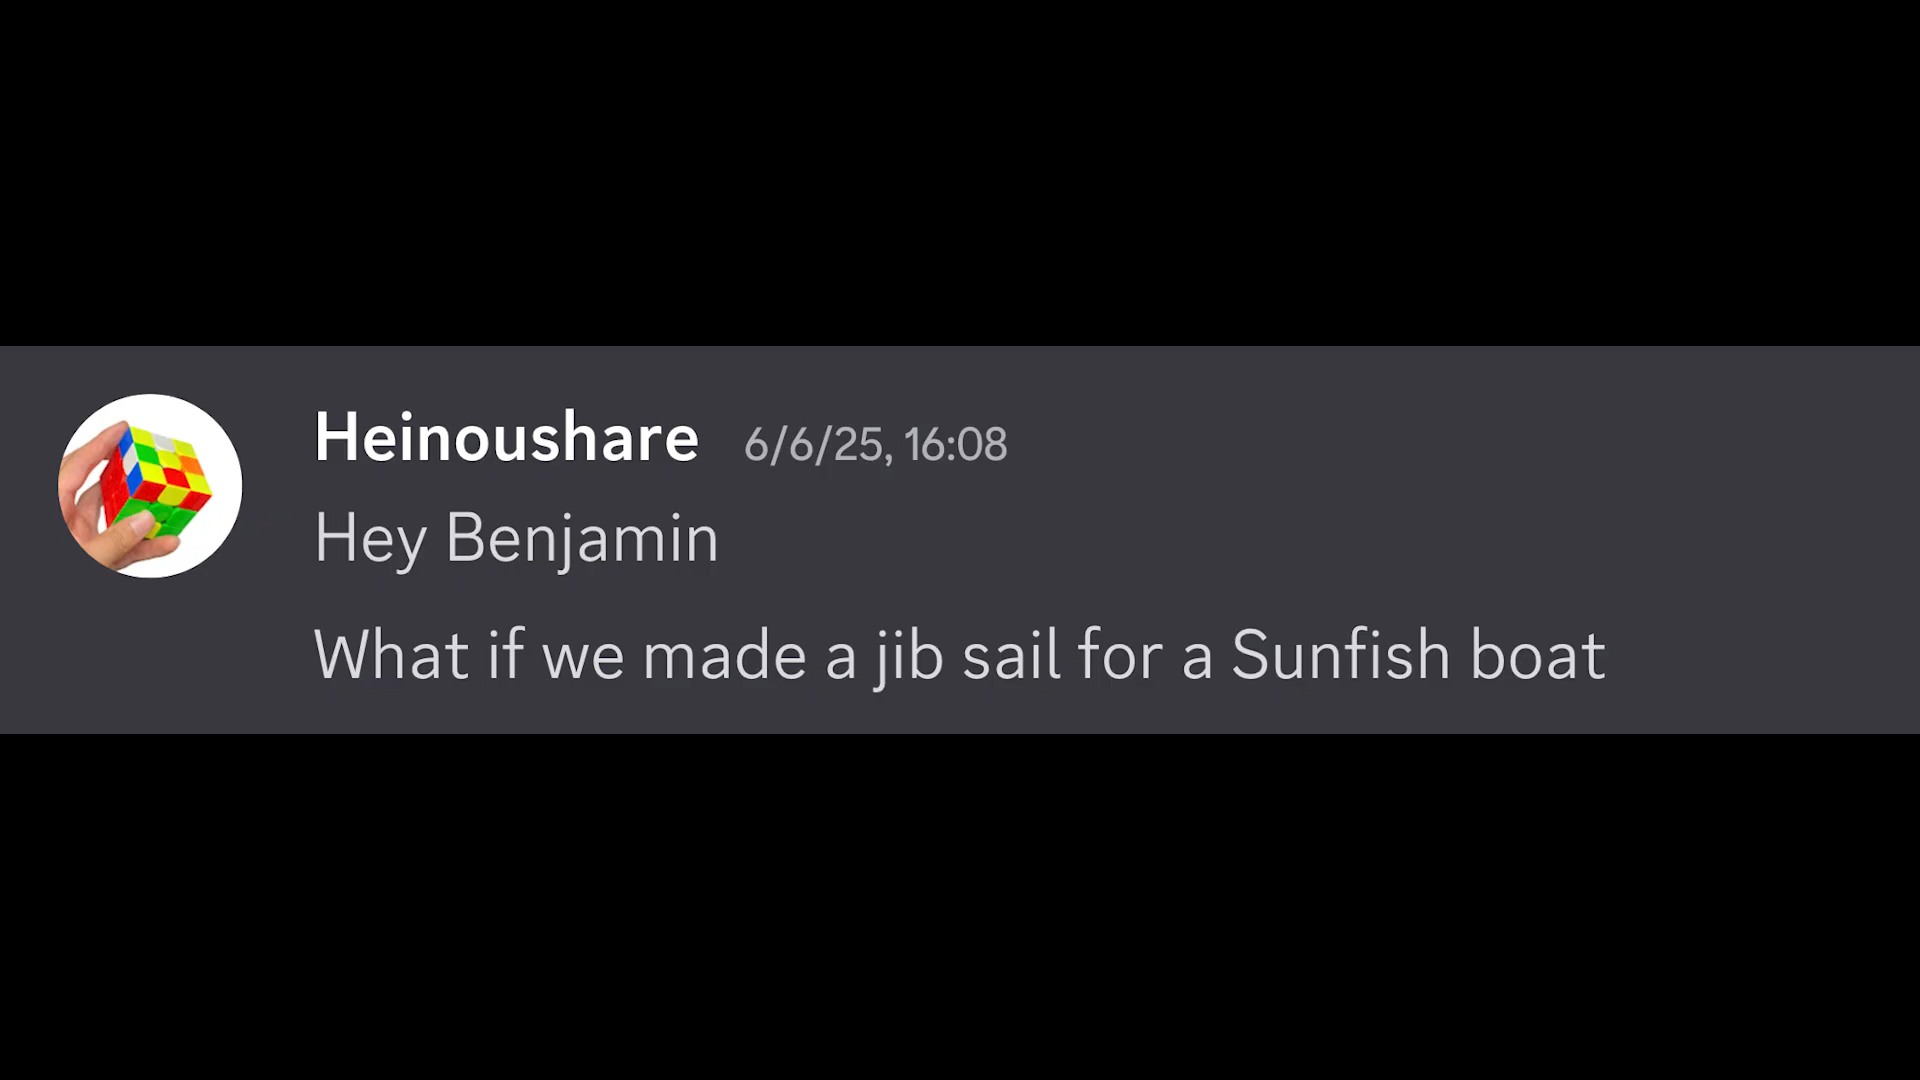 Heinoushare 6/6/25, 16:08
Hey Benjamin
What if we made a jib sail for a Sunfish boat